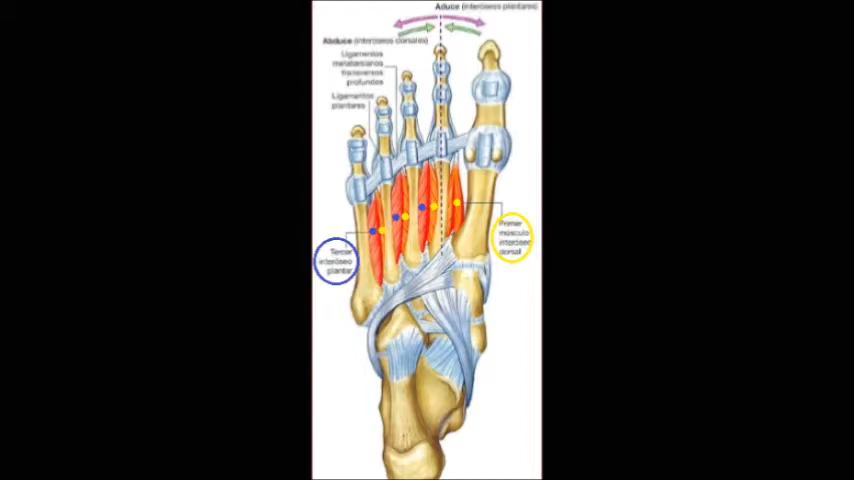 Aduce (interóseos plantares)
Abduce (interóseos dorsales)
Ligamentos
metatarsianos
transversos
profundos
Ligamentos
plantares
Primer
músculo
interóseo
dorsal
Tercer
interóseo
plantar